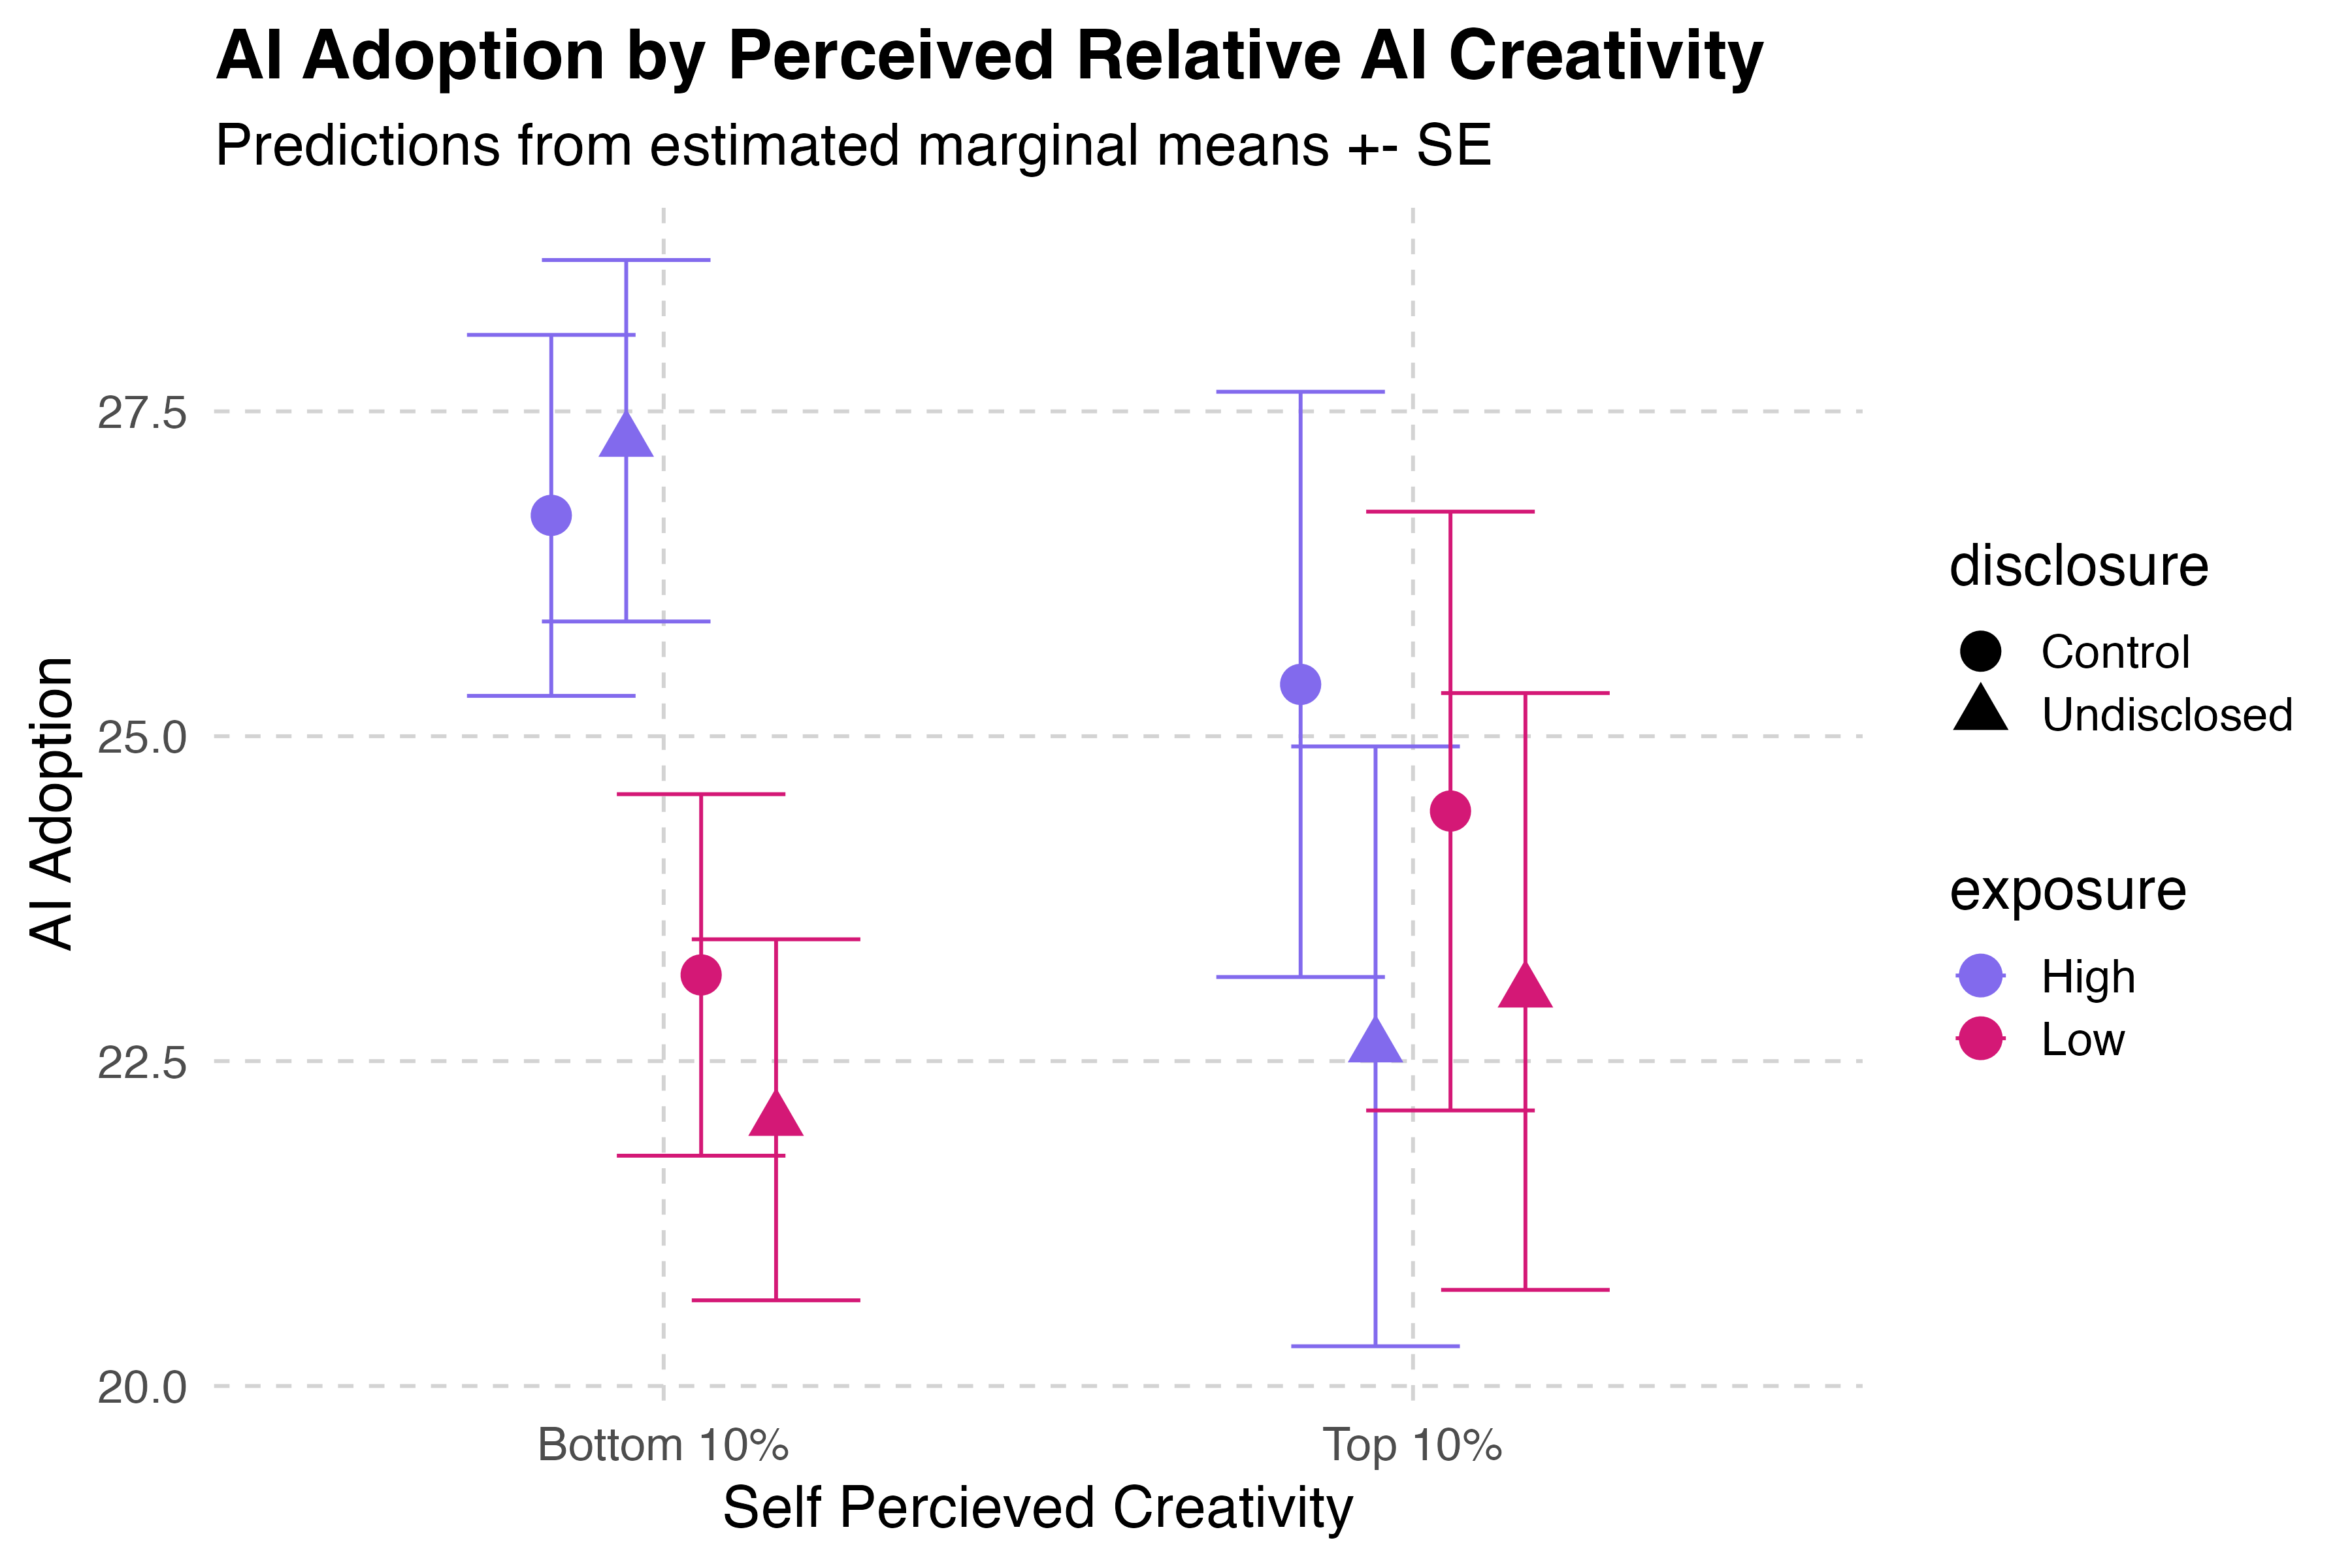 AI Adoption by Perceived Relative AI Creativity
Predictions from estimated marginal means +- SE
AI Adoption
27.5
25.0
22.5
20.0
Bottom 10%
Top 10%
Self Percieved Creativity
disclosure
Control
Undisclosed
exposure
High
Low